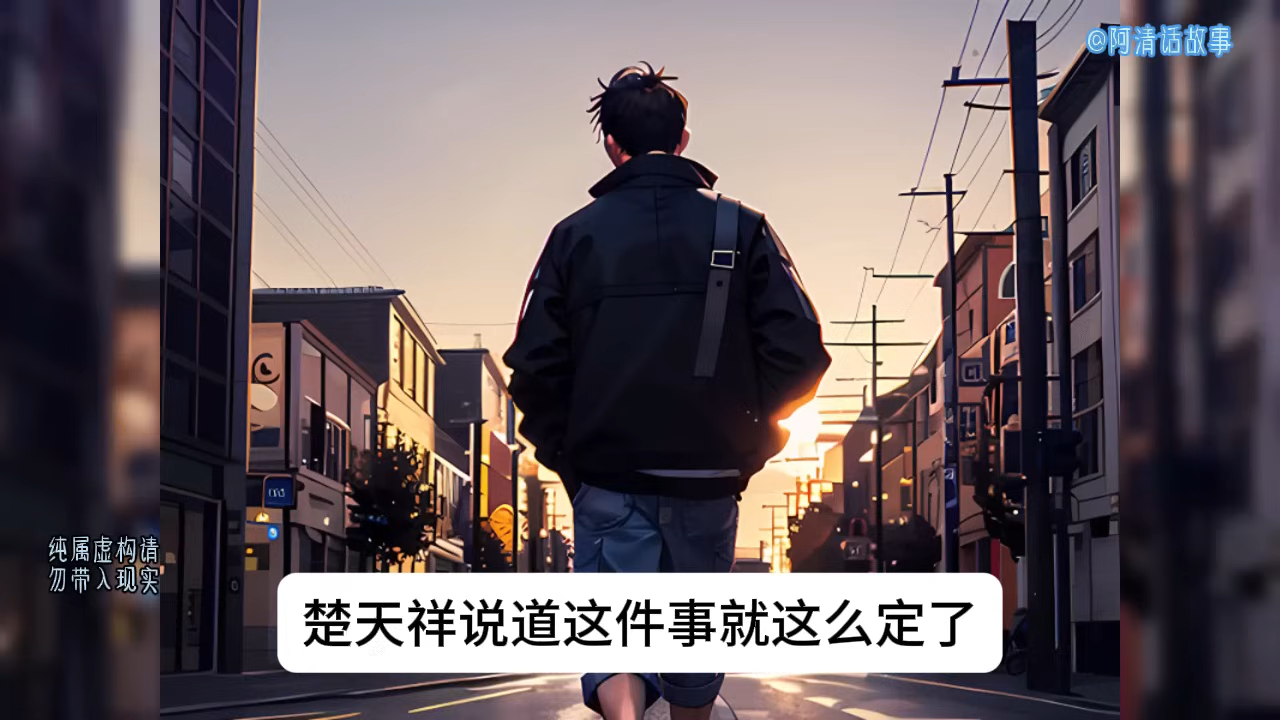 @阿清话故事
纯属虚构请
勿带入现实
楚天祥说道这件事就这么定了